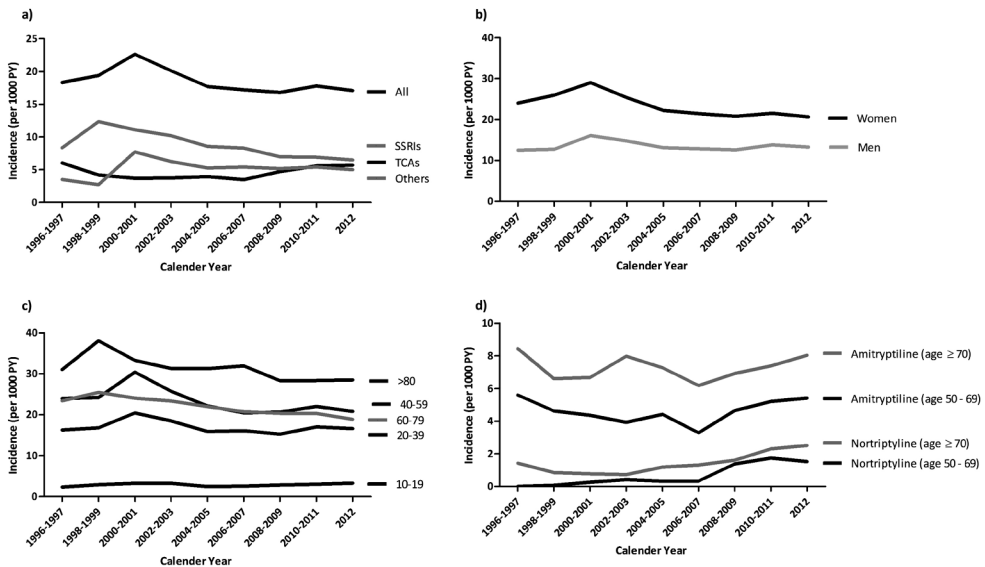 a)
Incidence (per 1000 PY)
25
20
15
10
5
0
All
SSRIs
TCAs
Others
1996-1997
1998-1999
2000-2001
2002-2003
2004-2005
2006-2007
2008-2009
2010-2011
2012
Calender Year
b)
Incidence (per 1000 PY)
40
30
20
10
0
Women
Men
1996-1997
1998-1999
2000-2001
2002-2003
2004-2005
2006-2007
2008-2009
2010-2011
2012
Calender Year
c)
Incidence (per 1000 PY)
40
30
20
10
0
>80
40-59
60-79
20-39
10-19
1996-1997
1998-1999
2000-2001
2002-2003
2004-2005
2006-2007
2008-2009
2010-2011
2012
Calender Year
d)
Incidence (per 1000 PY)
10
8
6
4
2
0
Amitryptiline (age ≥ 70)
Amitryptiline (age 50 - 69)
Nortriptyline (age ≥ 70)
Nortriptyline (age 50 - 69)
1996-1997
1998-1999
2000-2001
2002-2003
2004-2005
2006-2007
2008-2009
2010-2011
2012
Calender Year